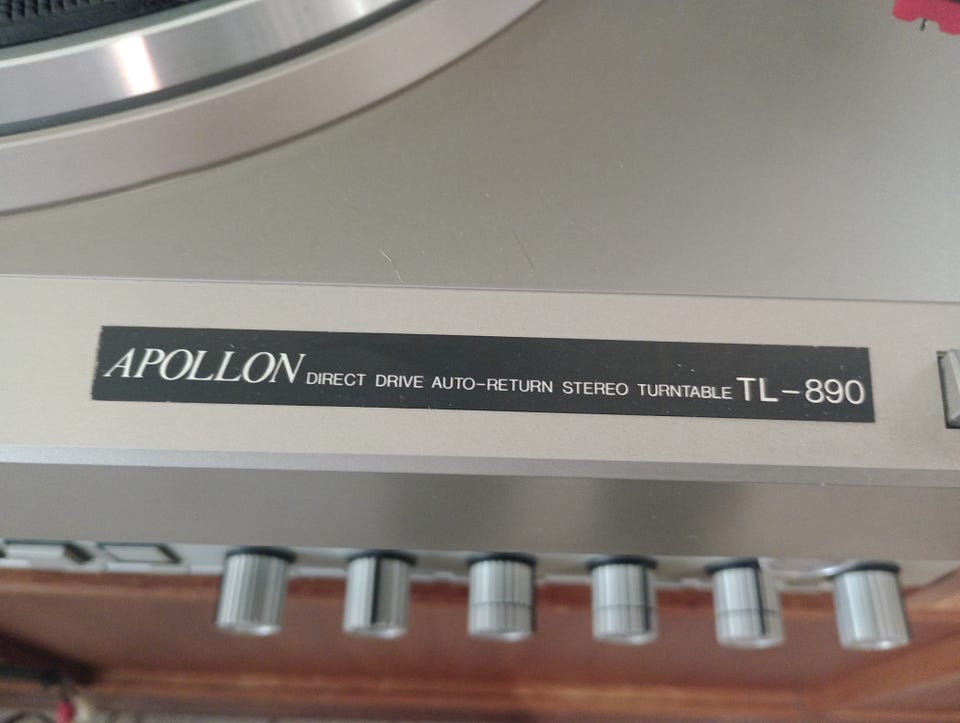 APOLLON DIRECT DRIVE AUTO-RETURN STEREO TURNTABLE TL-890